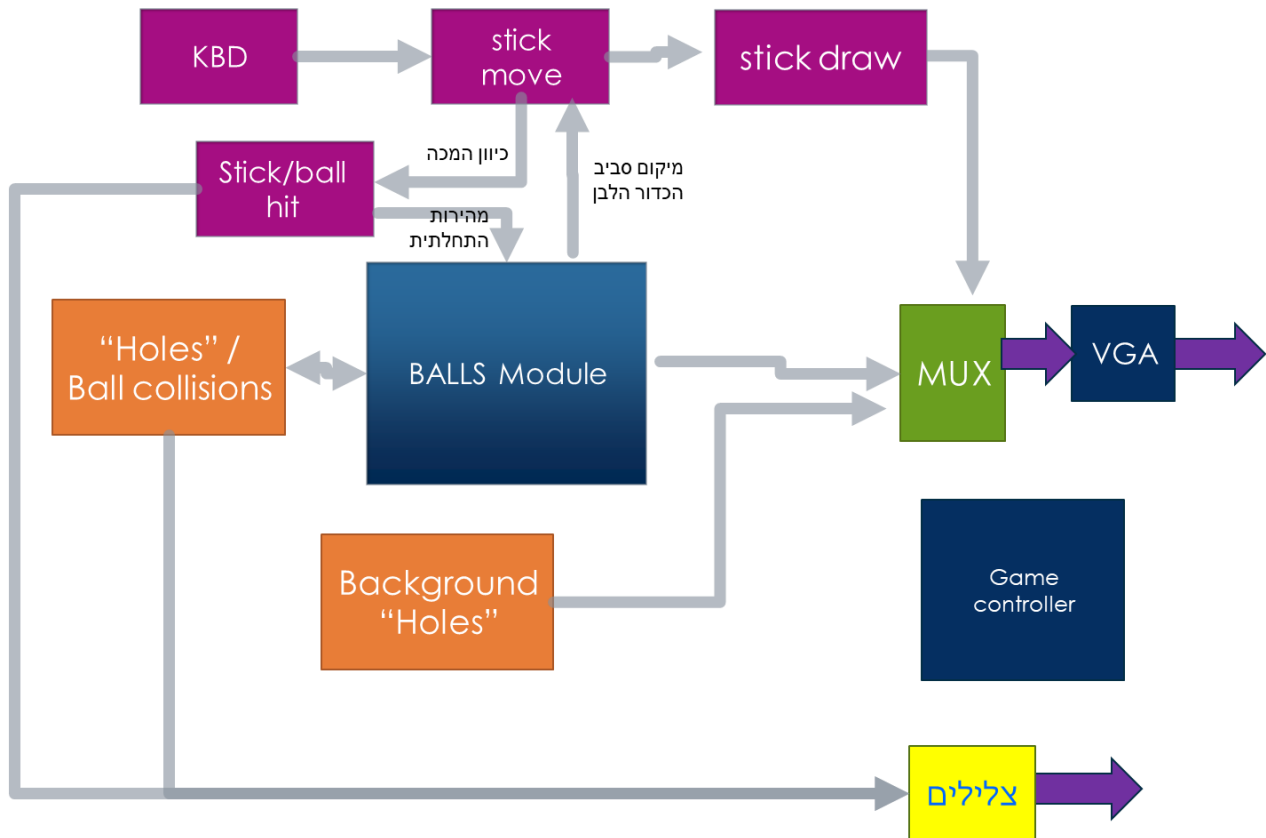 KBD
stick
move
stick draw
Stick/ball
hit
כיוון המכה
מיקום סביב
הכדור הלבן
מהירות
התחלתית
“Holes” /
Ball collisions
BALLS Module
MUX
VGA
Background
“Holes”
Game
controller
צלילים